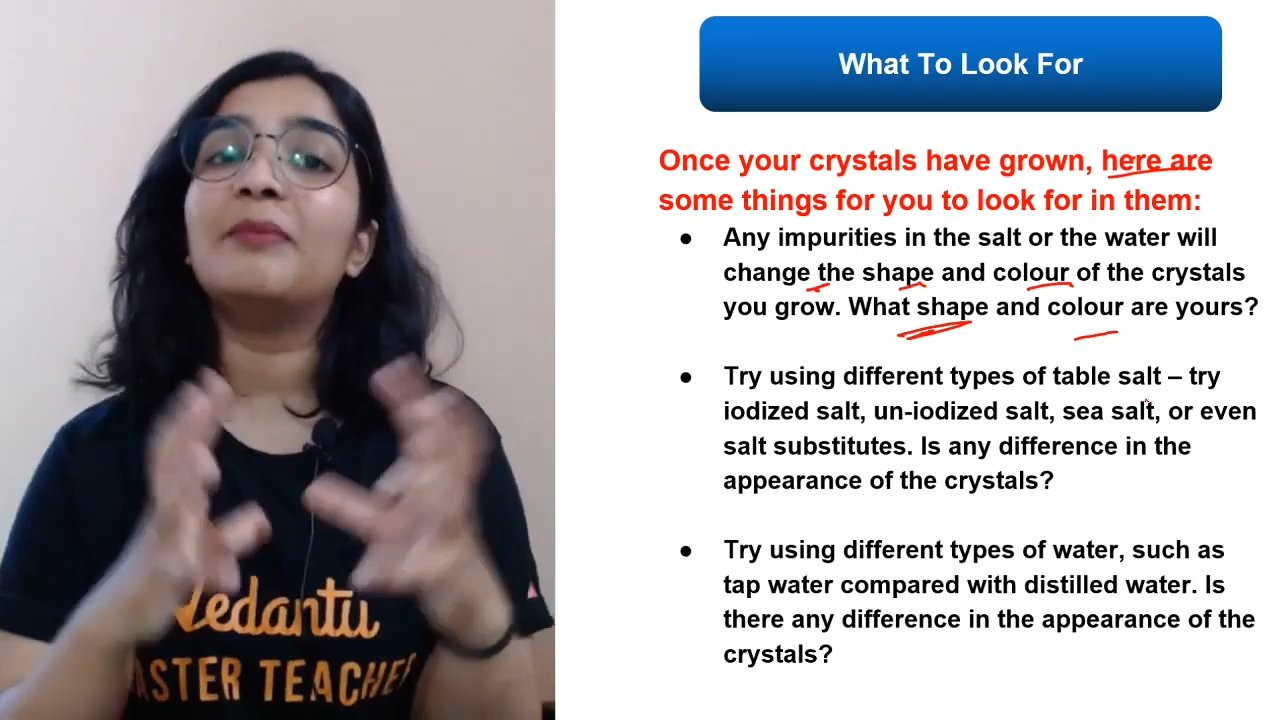 What To Look For
Once your crystals have grown, here are
some things for you to look for in them:
● Any impurities in the salt or the water will
change the shape and colour of the crystals
you grow. What shape and colour are yours?
● Try using different types of table salt – try
iodized salt, un-iodized salt, sea salt, or even
salt substitutes. Is any difference in the
appearance of the crystals?
● Try using different types of water, such as
tap water compared with distilled water. Is
there any difference in the appearance of the
crystals?
Vedantu
ASTER TEACHE